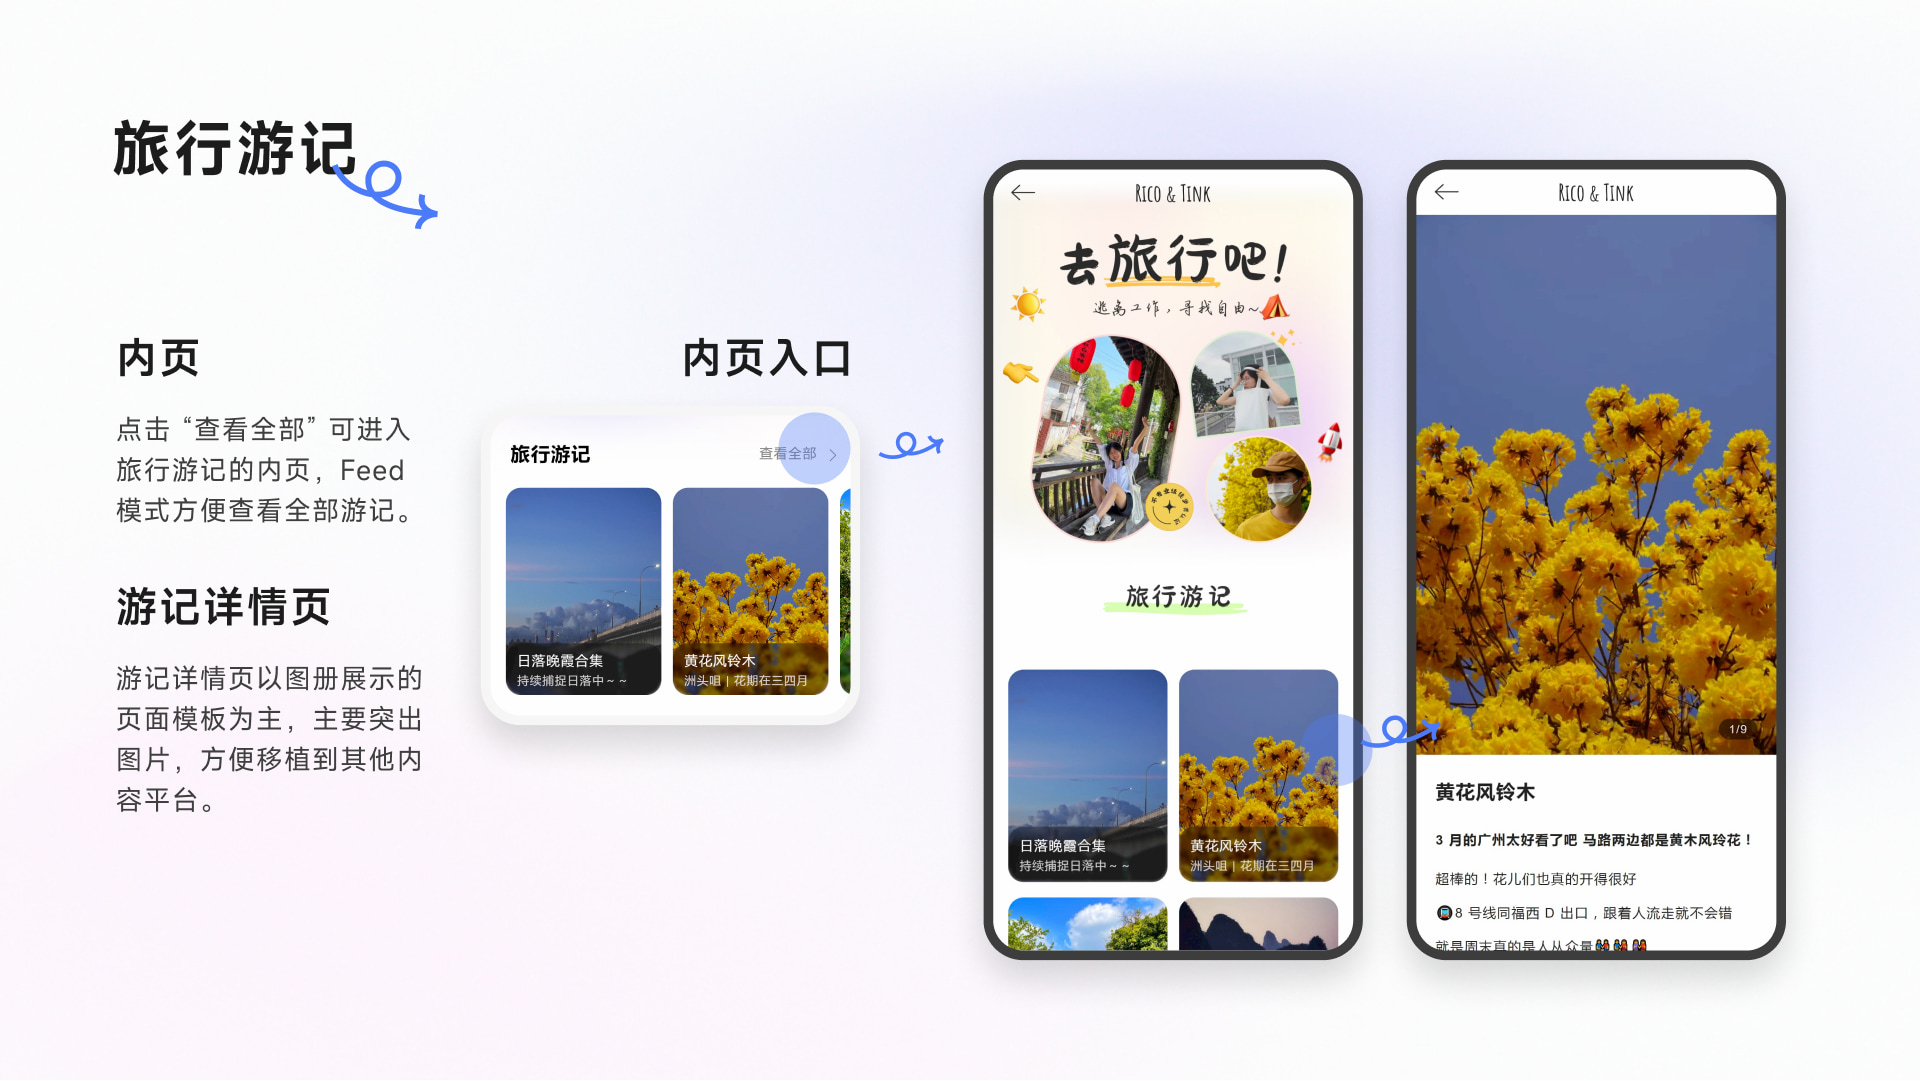 旅行游记
内页
点击 “查看全部” 可进入
旅行游记的内页，Feed
模式方便查看全部游记。
游记详情页
游记详情页以图册展示的
页面模板为主，主要突出
图片，方便移植到其他内
容平台。
内页入口
旅行游记
查看全部
日落晚霞合集
持续捕捉日落中~ ~
黄花风铃木
洲头咀 | 花期在三四月
RICO & TINK
去旅行吧！
逃离工作，寻找自由~
旅行游记
日落晚霞合集
持续捕捉日落中~ ~
黄花风铃木
洲头咀 | 花期在三四月
RICO & TINK
1/9
黄花风铃木
3 月的广州太好看了吧 马路两边都是黄木风玲花！
超棒的！花儿们也真的开得很好
🚇8 号线同福西 D 出口，跟着人流走就不会错
就是周末真的是人从众量👫👫👫